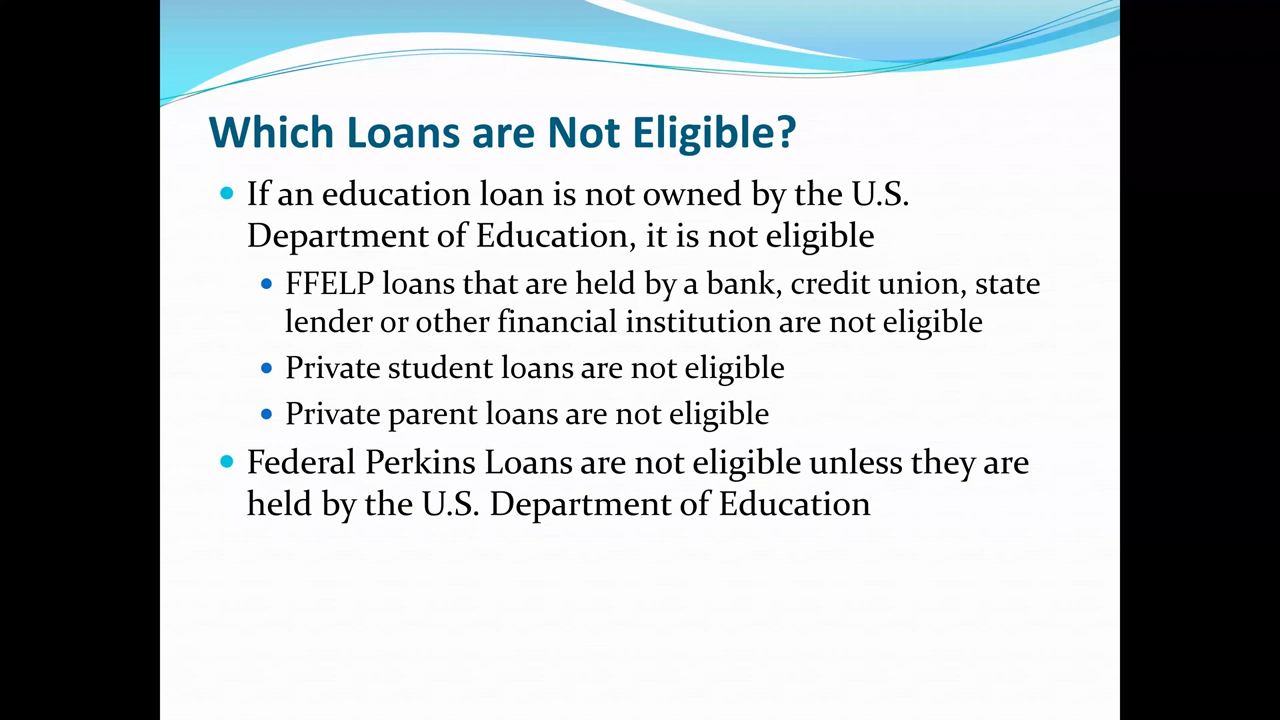 Which Loans are Not Eligible?
• If an education loan is not owned by the U.S.
Department of Education, it is not eligible
• FFELP loans that are held by a bank, credit union, state
lender or other financial institution are not eligible
• Private student loans are not eligible
• Private parent loans are not eligible
• Federal Perkins Loans are not eligible unless they are
held by the U.S. Department of Education